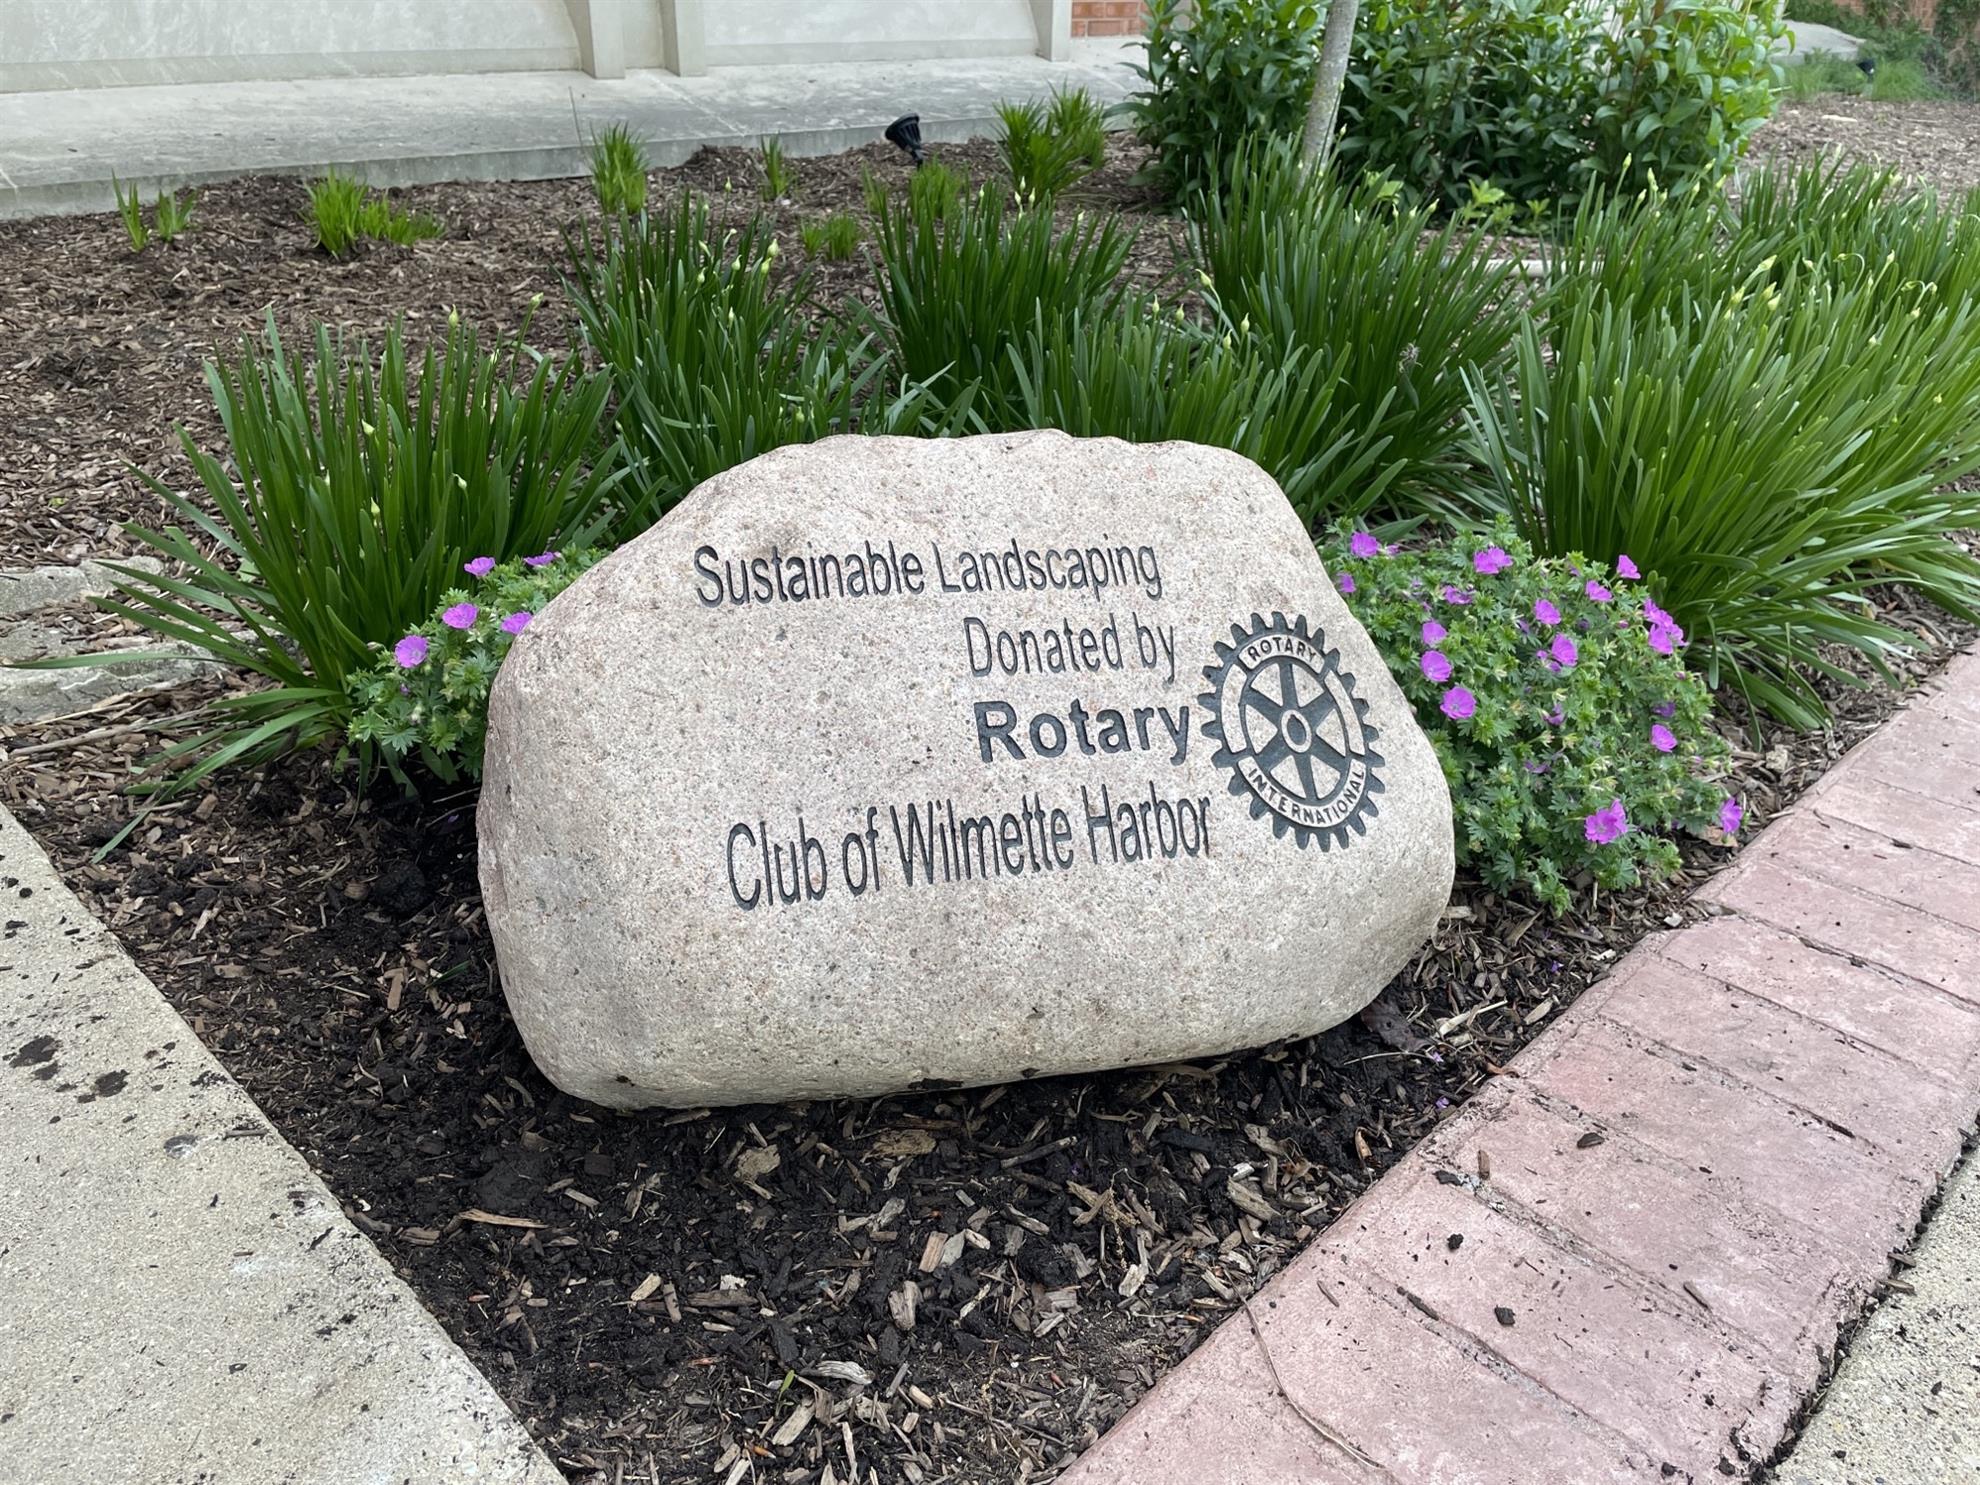 Sustainable Landscaping
Donated by
Rotary
Club of Wilmette Harbor
ROTARY
INTERNATIONAL